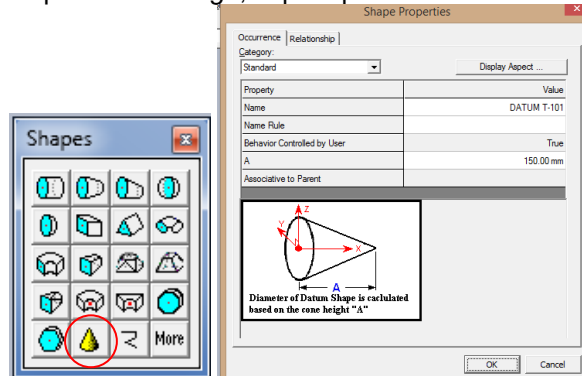 Shapes
More
Shape Properties
Occurrence
Relationship
Category:
Standard
Display Aspect ...
Property
Value
Name
DATUM T-101
Name Rule
Behavior Controlled by User
True
A
150.00 mm
Associative to Parent
Z
Y
X
A
Diameter of Datum Shape is caclulated
based on the cone height "A"
OK
Cancel